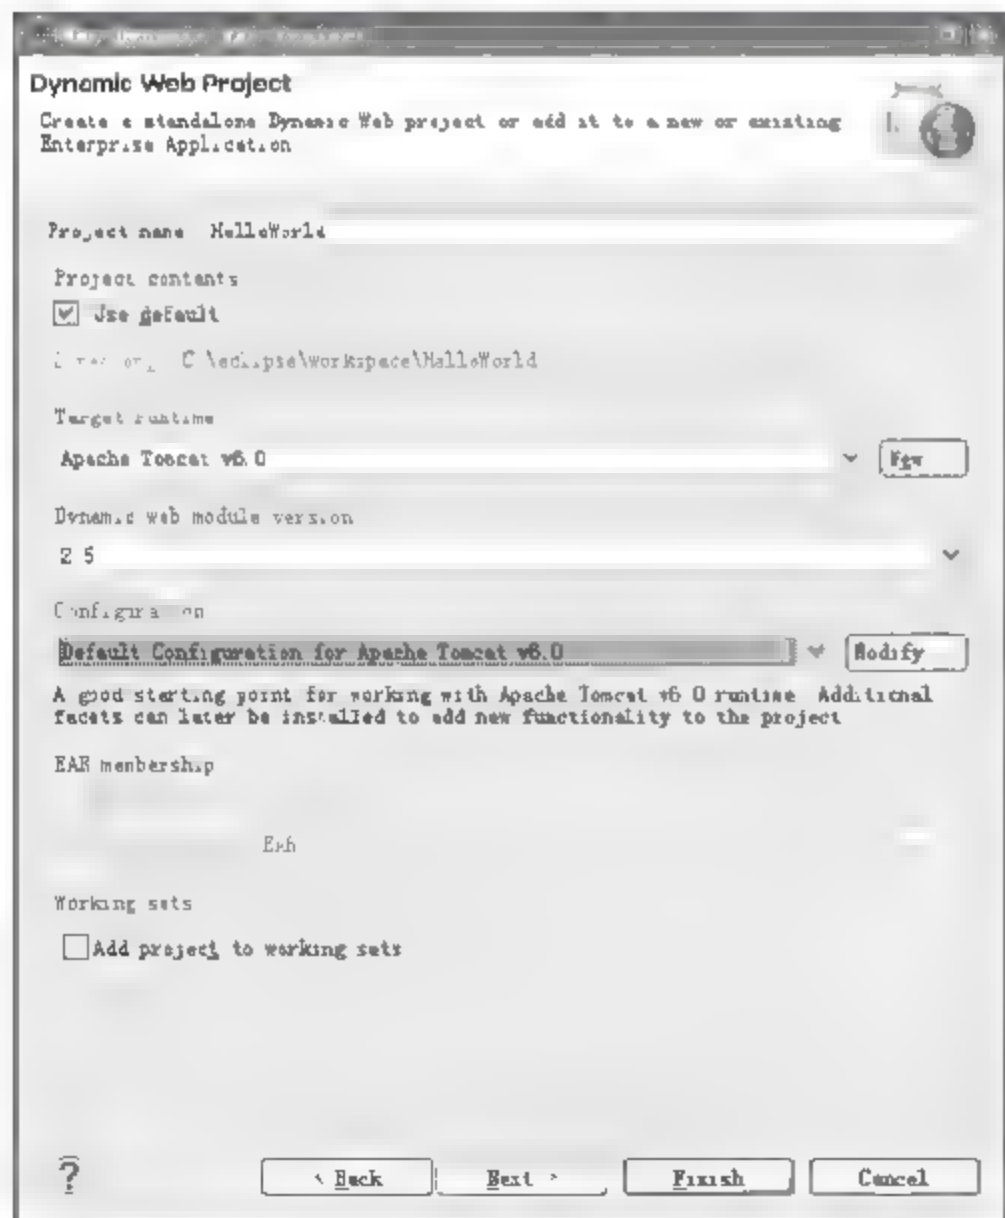 Dynamic Web Project
Create a standalone Dynamic Web project or add it to a new or existing
Enterprise Application
Project name HelloWorld
Project contents
Use default
C \eclipse\workspace\HelloWorld
Target runtime
Apache Tomcat v6.0
New
Dynamic web module version
2 5
Configuration
Default Configuration for Apache Tomcat v6.0
Modify
A good starting point for working with Apache Tomcat v6 0 runtime Additional
facets can later be installed to add new functionality to the project
EAR membership
Working sets
Add project to working sets
?
< Back
Next >
Finish
Cancel